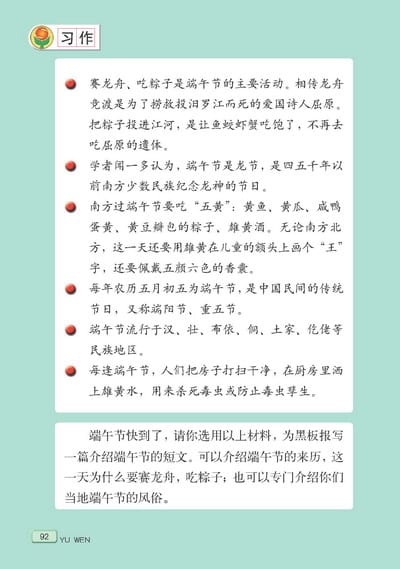 习作
赛龙舟、吃粽子是端午节的主要活动。相传龙舟
竞渡是为了捞救投汨罗江而死的爱国诗人屈原。
把粽子投进江河，是让鱼蛟虾蟹吃饱了，不再去
吃屈原的遗体。
学者闻一多认为，端午节是龙节，是四五千年以
前南方少数民族纪念龙神的节日。
南方过端午节要吃“五黄”：黄鱼、黄瓜、咸鸭
蛋黄、黄豆瓣包的粽子、雄黄酒。无论南方北
方，这一天还要用雄黄在儿童的额头上画个“王”
字，还要佩戴五颜六色的香囊。
每年农历五月初五为端午节，是中国民间的传统
节日，又称端阳节、重五节。
端午节流行于汉、壮、布依、侗、土家、仡佬等
民族地区。
每逢端午节，人们把房子打扫干净，在厨房里洒
上雄黄水，用来杀死毒虫或防止毒虫孳生。
端午节快到了，请你选用以上材料，为黑板报写
一篇介绍端午节的短文。可以介绍端午节的来历，这
一天为什么要赛龙舟，吃粽子；也可以专门介绍你们
当地端午节的风俗。
92
YU WEN